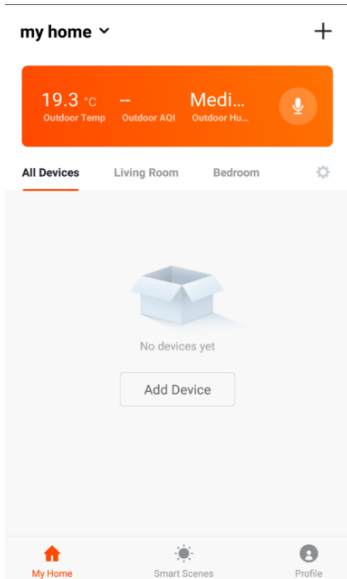 my home
19.3 °C -- Medi...
Outdoor Temp Outdoor AQI Outdoor Hu...
All Devices Living Room Bedroom
No devices yet
Add Device
My Home Smart Scenes Profile